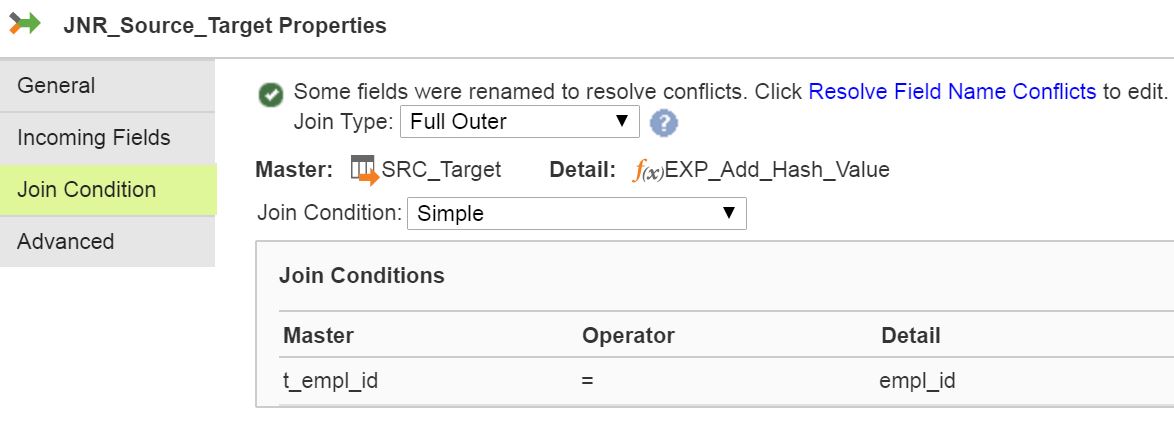 JNR_Source_Target Properties
General
Incoming Fields
Join Condition
Advanced
Some fields were renamed to resolve conflicts. Click Resolve Field Name Conflicts to edit.
Join Type: Full Outer ?
Master: SRC_Target Detail: f(x) EXP_Add_Hash_Value
Join Condition: Simple
Join Conditions
Master Operator Detail
t_empl_id = empl_id